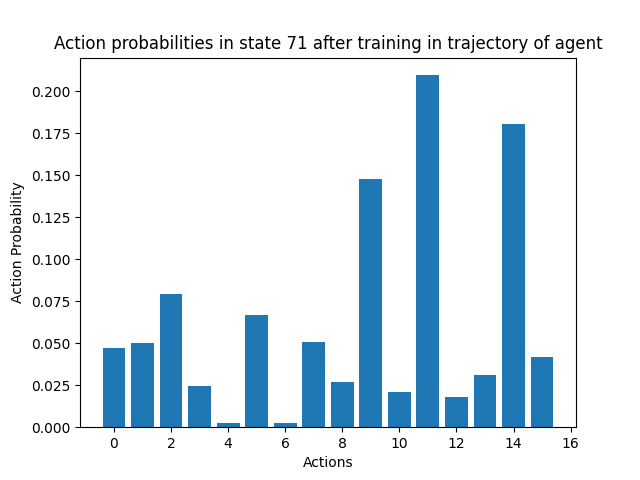 Action probabilities in state 71 after training in trajectory of agent
0.200
0.175
0.150
0.125
0.100
0.075
0.050
0.025
0.000
Action Probability
0 2 4 6 8 10 12 14 16
Actions